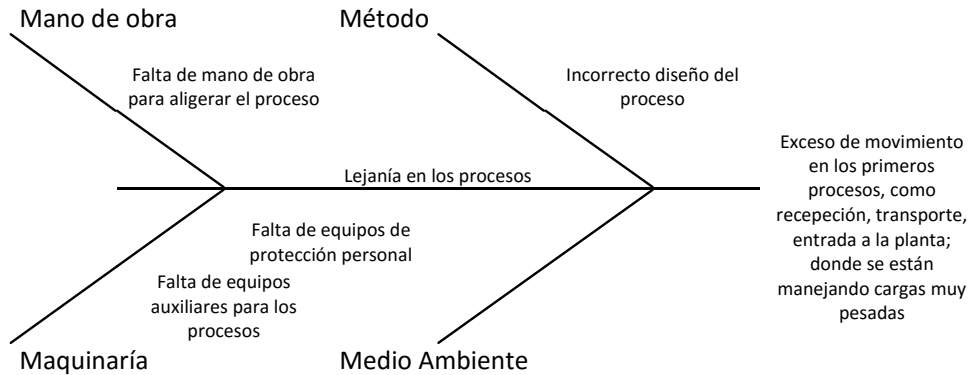 Mano de obra
Método
Falta de mano de obra
para aligerar el proceso
Incorrecto diseño del
proceso
Lejanía en los procesos
Exceso de movimiento
en los primeros
procesos, como
recepeción, transporte,
entrada a la planta;
donde se están
manejando cargas muy
pesadas
Falta de equipos de
protección personal
Falta de equipos
auxiliares para los
procesos
Maquinaría
Medio Ambiente